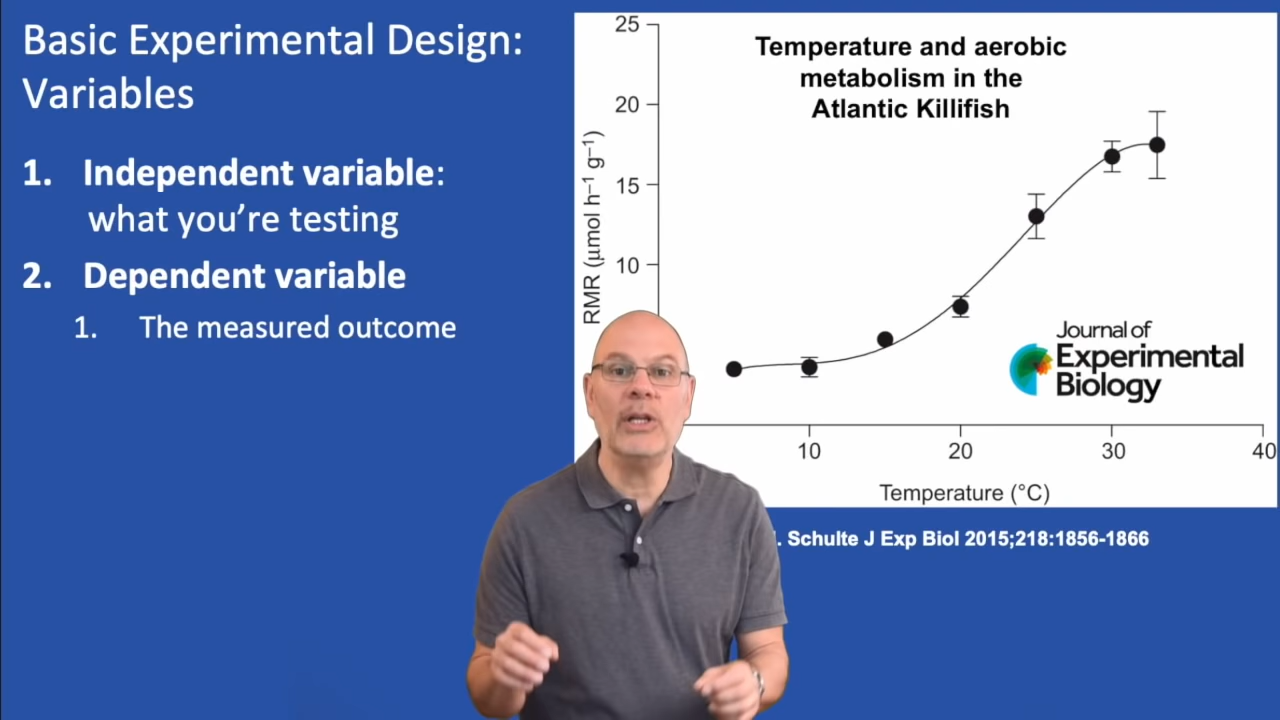 Basic Experimental Design:
Variables
1. Independent variable:
what you’re testing
2. Dependent variable
1. The measured outcome
25
20
15
10
RMR (μmol h⁻¹ g⁻¹)
Temperature and aerobic
metabolism in the
Atlantic Killifish
Journal of
Experimental
Biology
10 20 30 40
Temperature (°C)
Schulte J Exp Biol 2015;218:1856-1866